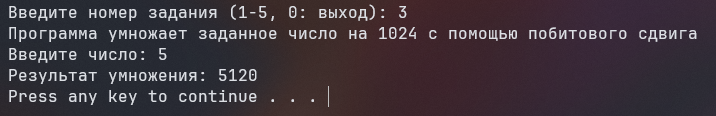 Введите номер задания (1-5, 0: выход): 3
Программа умножает заданное число на 1024 с помощью побитового сдвига
Введите число: 5
Результат умножения: 5120
Press any key to continue . . .